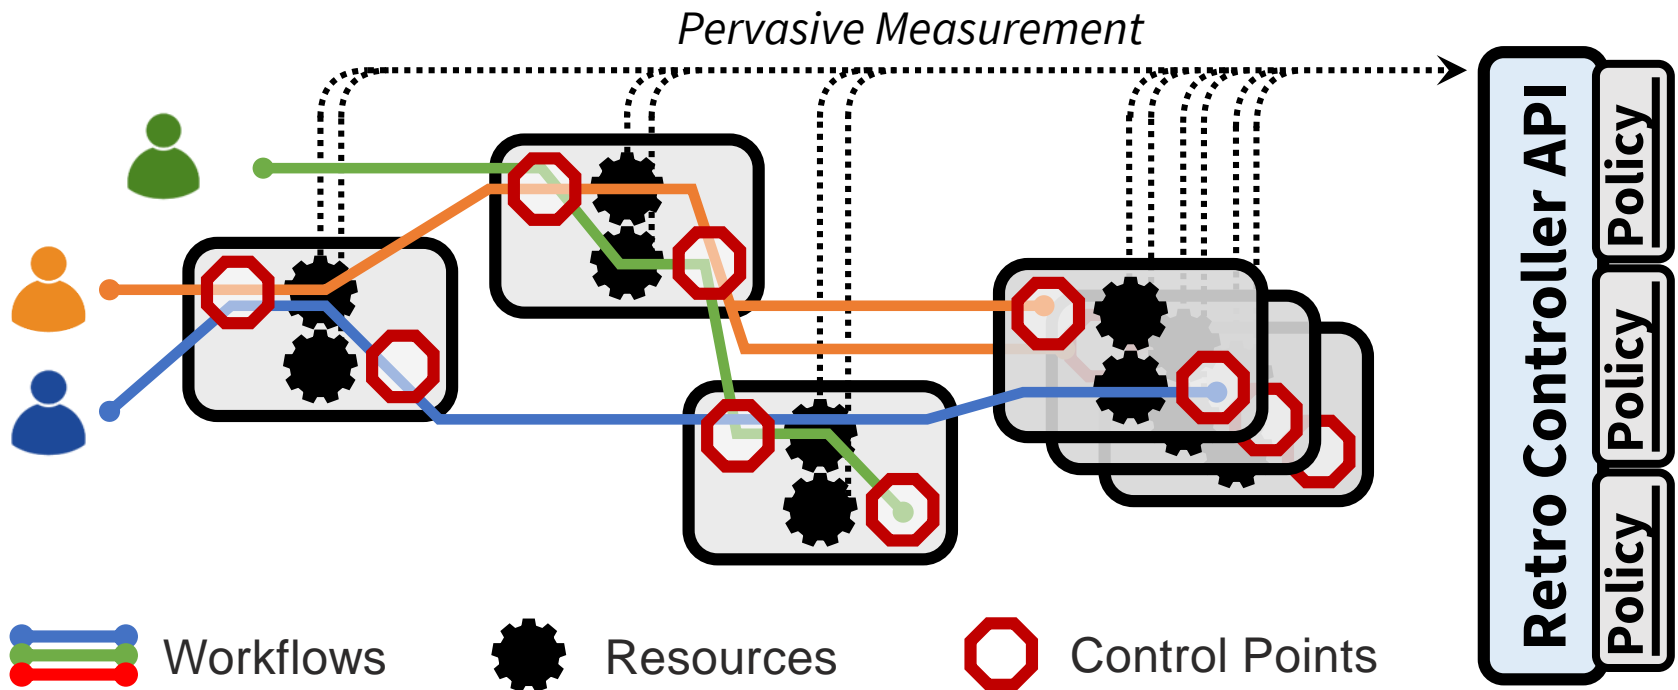 Pervasive Measurement
Retro Controller API
Policy
Policy
Policy
Workflows
Resources
Control Points